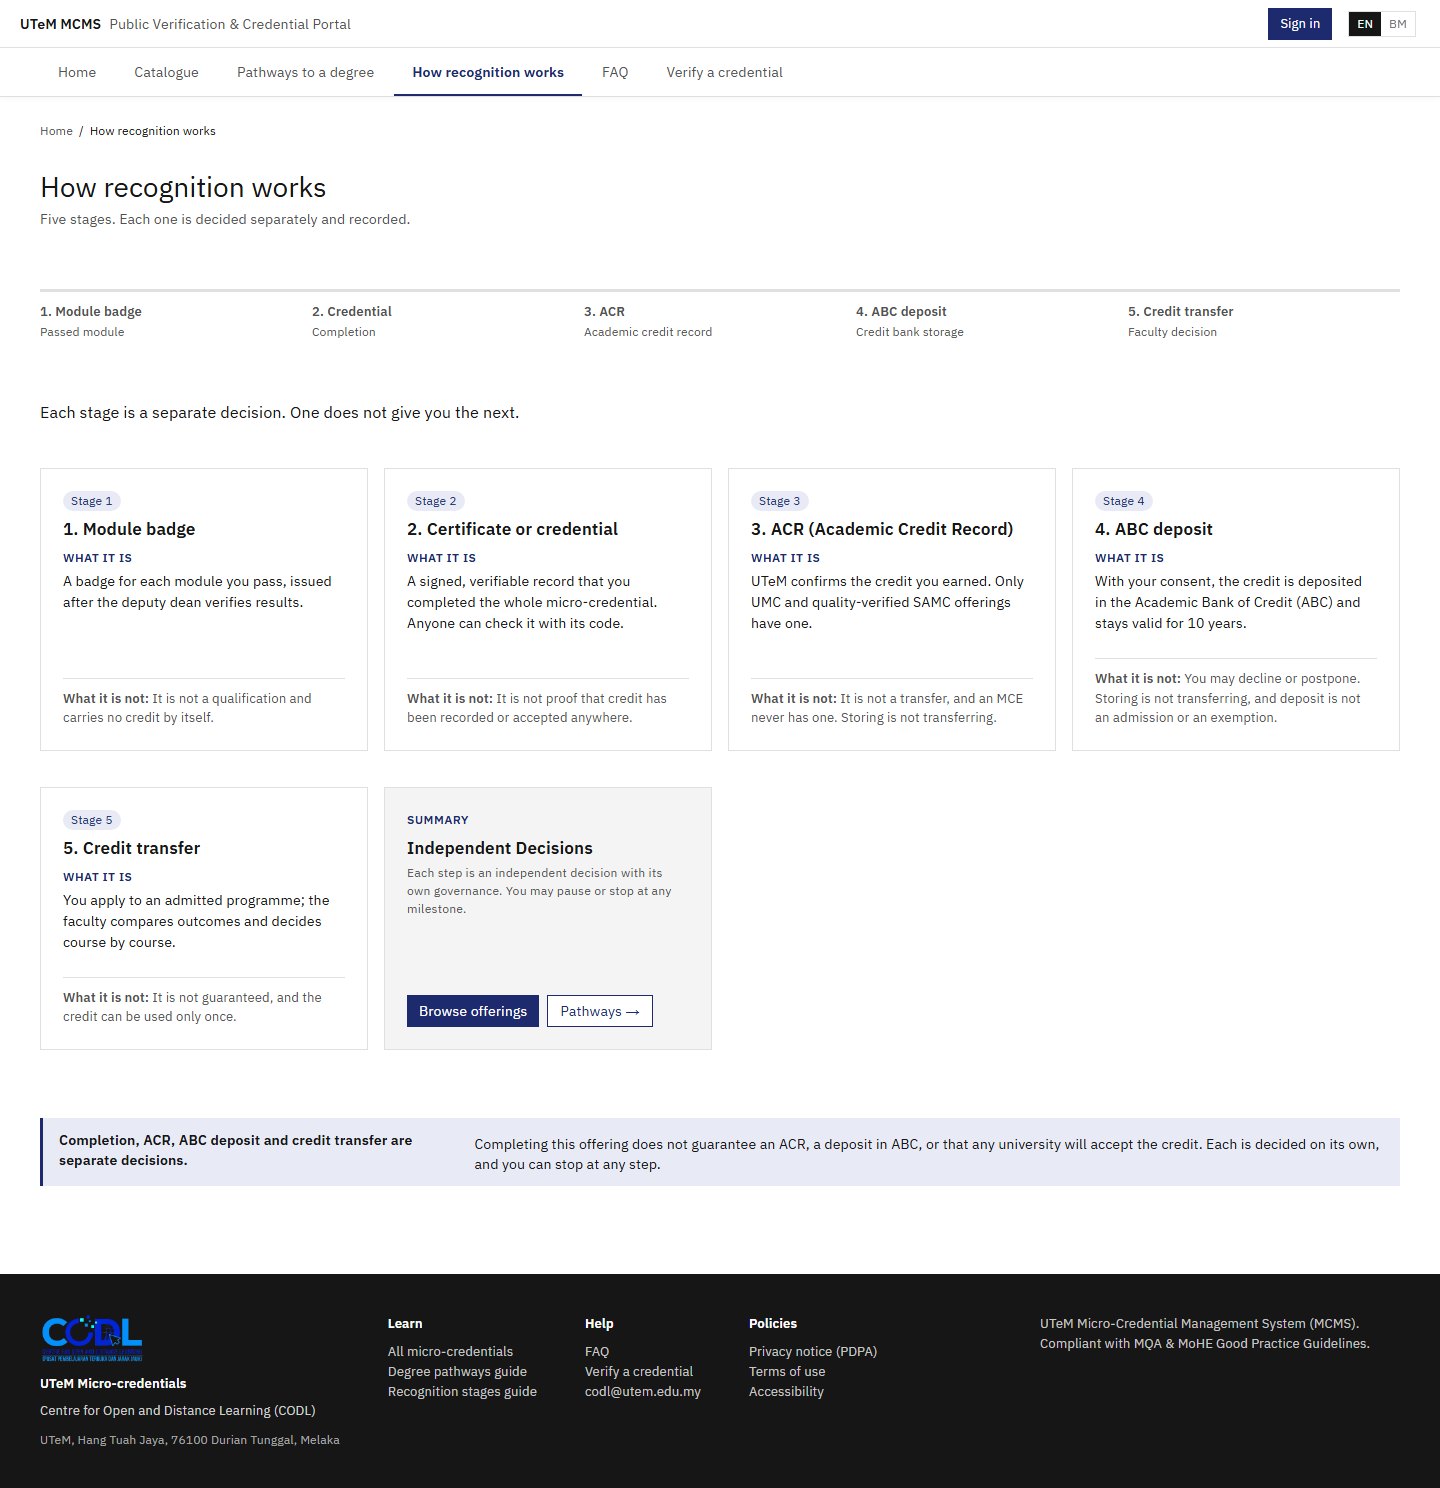 UTeM MCMS Public Verification & Credential Portal
Sign in
EN BM
Home Catalogue Pathways to a degree How recognition works FAQ Verify a credential
Home / How recognition works
How recognition works
Five stages. Each one is decided separately and recorded.
1. Module badge
Passed module
2. Credential
Completion
3. ACR
Academic credit record
4. ABC deposit
Credit bank storage
5. Credit transfer
Faculty decision
Each stage is a separate decision. One does not give you the next.
Stage 1
1. Module badge
WHAT IT IS
A badge for each module you pass, issued
after the deputy dean verifies results.
What it is not: It is not a qualification and
carries no credit by itself.
Stage 2
2. Certificate or credential
WHAT IT IS
A signed, verifiable record that you
completed the whole micro-credential.
Anyone can check it with its code.
What it is not: It is not proof that credit has
been recorded or accepted anywhere.
Stage 3
3. ACR (Academic Credit Record)
WHAT IT IS
UTeM confirms the credit you earned. Only
UMC and quality-verified SAMC offerings
have one.
What it is not: It is not a transfer, and an MCE
never has one. Storing is not transferring.
Stage 4
4. ABC deposit
WHAT IT IS
With your consent, the credit is deposited
in the Academic Bank of Credit (ABC) and
stays valid for 10 years.
What it is not: You may decline or postpone.
Storing is not transferring, and deposit is not
an admission or an exemption.
Stage 5
5. Credit transfer
WHAT IT IS
You apply to an admitted programme; the
faculty compares outcomes and decides
course by course.
What it is not: It is not guaranteed, and the
credit can be used only once.
SUMMARY
Independent Decisions
Each step is an independent decision with its
own governance. You may pause or stop at any
milestone.
Browse offerings
Pathways →
Completion, ACR, ABC deposit and credit transfer are
separate decisions.
Completing this offering does not guarantee an ACR, a deposit in ABC, or that any university will accept the credit. Each is decided on its own,
and you can stop at any step.
CODL
UTeM Micro-credentials
Centre for Open and Distance Learning (CODL)
UTeM, Hang Tuah Jaya, 76100 Durian Tunggal, Melaka
Learn
All micro-credentials
Degree pathways guide
Recognition stages guide
Help
FAQ
Verify a credential
codl@utem.edu.my
Policies
Privacy notice (PDPA)
Terms of use
Accessibility
UTeM Micro-Credential Management System (MCMS).
Compliant with MQA & MoHE Good Practice Guidelines.